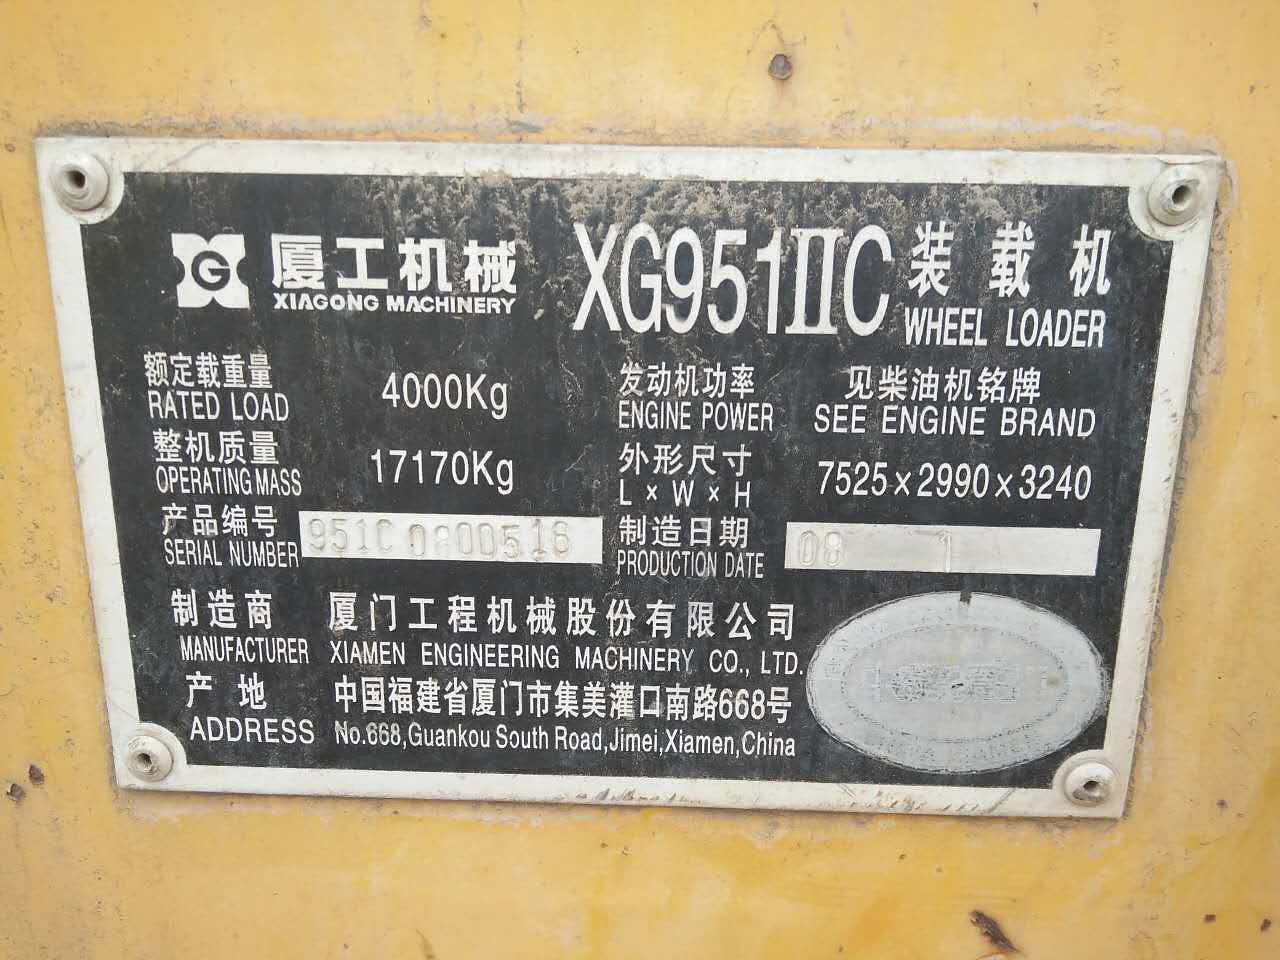 G 厦工机械 XG951ⅡC 装载机
XIAGONG MACHINERY WHEEL LOADER
额定载重量 4000Kg 发动机功率 见柴油机铭牌
RATED LOAD ENGINE POWER SEE ENGINE BRAND
整机质量 17170Kg 外形尺寸 7525×2990×3240
OPERATING MASS L×W×H
产品编号 951C0800516 制造日期 08 1
SERIAL NUMBER PRODUCTION DATE
制造商 厦门工程机械股份有限公司
MANUFACTURER XIAMEN ENGINEERING MACHINERY CO., LTD.
产地 中国福建省厦门市集美灌口南路668号
ADDRESS No.668,Guankou South Road,Jimei,Xiamen,China